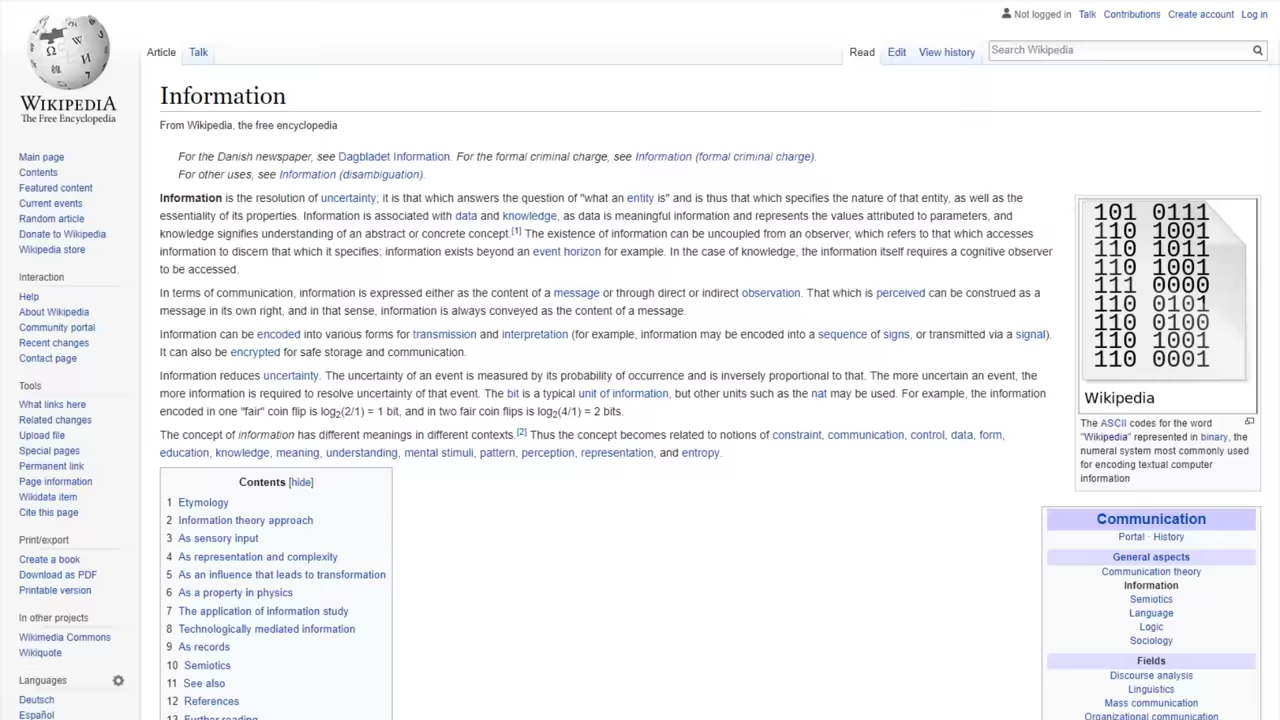 Not logged in Talk Contributions Create account Log in
Article Talk Read Edit View history Search Wikipedia
WIKIPEDIA
The Free Encyclopedia
Main page
Contents
Featured content
Current events
Random article
Donate to Wikipedia
Wikipedia store
Interaction
Help
About Wikipedia
Community portal
Recent changes
Contact page
Tools
What links here
Related changes
Upload file
Special pages
Permanent link
Page information
Wikidata item
Cite this page
Print/export
Create a book
Download as PDF
Printable version
In other projects
Wikimedia Commons
Wikiquote
Languages
Deutsch
Español
Information
From Wikipedia, the free encyclopedia
For the Danish newspaper, see Dagbladet Information. For the formal criminal charge, see Information (formal criminal charge).
For other uses, see Information (disambiguation).
Information is the resolution of uncertainty; it is that which answers the question of "what an entity is" and is thus that which specifies the nature of that entity, as well as the
essentiality of its properties. Information is associated with data and knowledge, as data is meaningful information and represents the values attributed to parameters, and
knowledge signifies understanding of an abstract or concrete concept.[1] The existence of information can be uncoupled from an observer, which refers to that which accesses
information to discern that which it specifies; information exists beyond an event horizon for example. In the case of knowledge, the information itself requires a cognitive observer
to be accessed.
In terms of communication, information is expressed either as the content of a message or through direct or indirect observation. That which is perceived can be construed as a
message in its own right, and in that sense, information is always conveyed as the content of a message.
Information can be encoded into various forms for transmission and interpretation (for example, information may be encoded into a sequence of signs, or transmitted via a signal).
It can also be encrypted for safe storage and communication.
Information reduces uncertainty. The uncertainty of an event is measured by its probability of occurrence and is inversely proportional to that. The more uncertain an event, the
more information is required to resolve uncertainty of that event. The bit is a typical unit of information, but other units such as the nat may be used. For example, the information
encoded in one "fair" coin flip is log2(2/1) = 1 bit, and in two fair coin flips is log2(4/1) = 2 bits.
The concept of information has different meanings in different contexts.[2] Thus the concept becomes related to notions of constraint, communication, control, data, form,
education, knowledge, meaning, understanding, mental stimuli, pattern, perception, representation, and entropy.
Contents [hide]
1 Etymology
2 Information theory approach
3 As sensory input
4 As representation and complexity
5 As an influence that leads to transformation
6 As a property in physics
7 The application of information study
8 Technologically mediated information
9 As records
10 Semiotics
11 See also
12 References
13 Further reading
101 0111
110 1001
110 1011
110 1001
111 0000
110 0101
110 0100
110 1001
110 0001
Wikipedia
The ASCII codes for the word
"Wikipedia" represented in binary, the
numeral system most commonly used
for encoding textual computer
information
Communication
Portal · History
General aspects
Communication theory
Information
Semiotics
Language
Logic
Sociology
Fields
Discourse analysis
Linguistics
Mass communication
Organizational communication